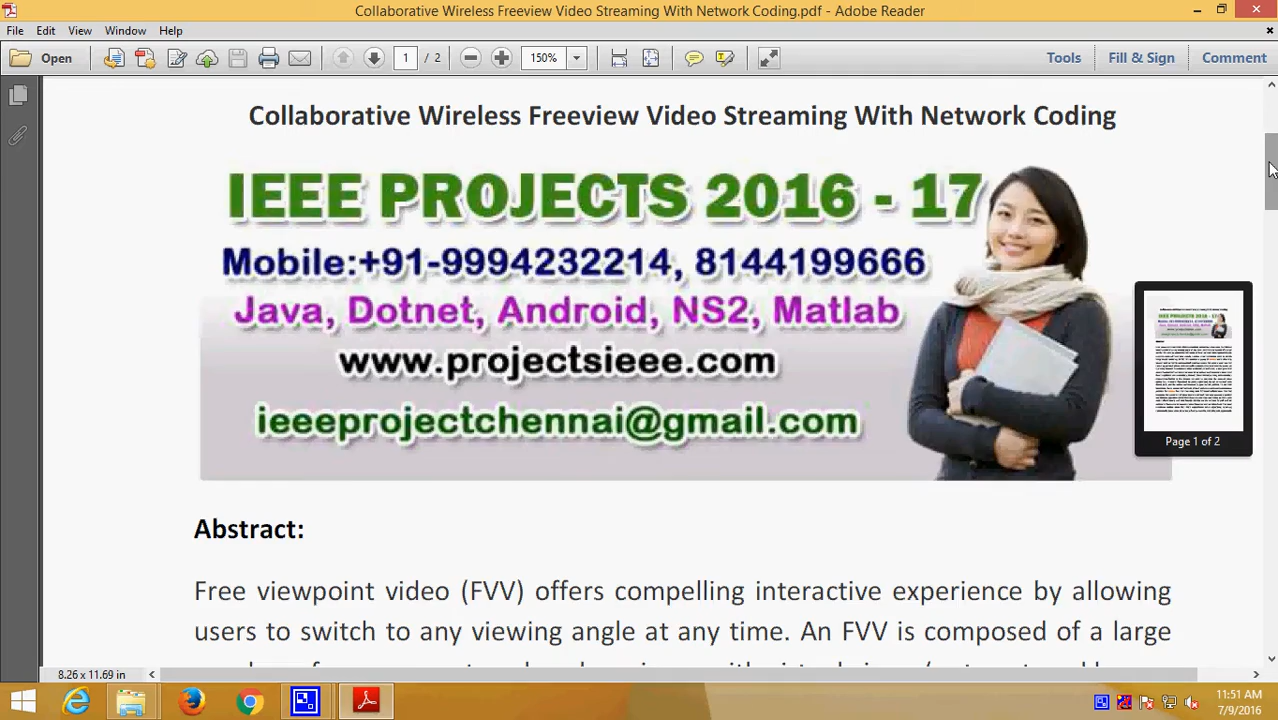 Collaborative Wireless Freeview Video Streaming With Network Coding.pdf - Adobe Reader
File Edit View Window Help
Open 1 / 2 150% Tools Fill & Sign Comment
Collaborative Wireless Freeview Video Streaming With Network Coding
IEEE PROJECTS 2016 - 17
Mobile:+91-9994232214, 8144199666
Java, Dotnet, Android, NS2, Matlab
www.projectsieee.com
ieeeprojectchennai@gmail.com
Page 1 of 2
Abstract:
Free viewpoint video (FVV) offers compelling interactive experience by allowing
users to switch to any viewing angle at any time. An FVV is composed of a large
8.26 x 11.69 in
11:51 AM
7/9/2016